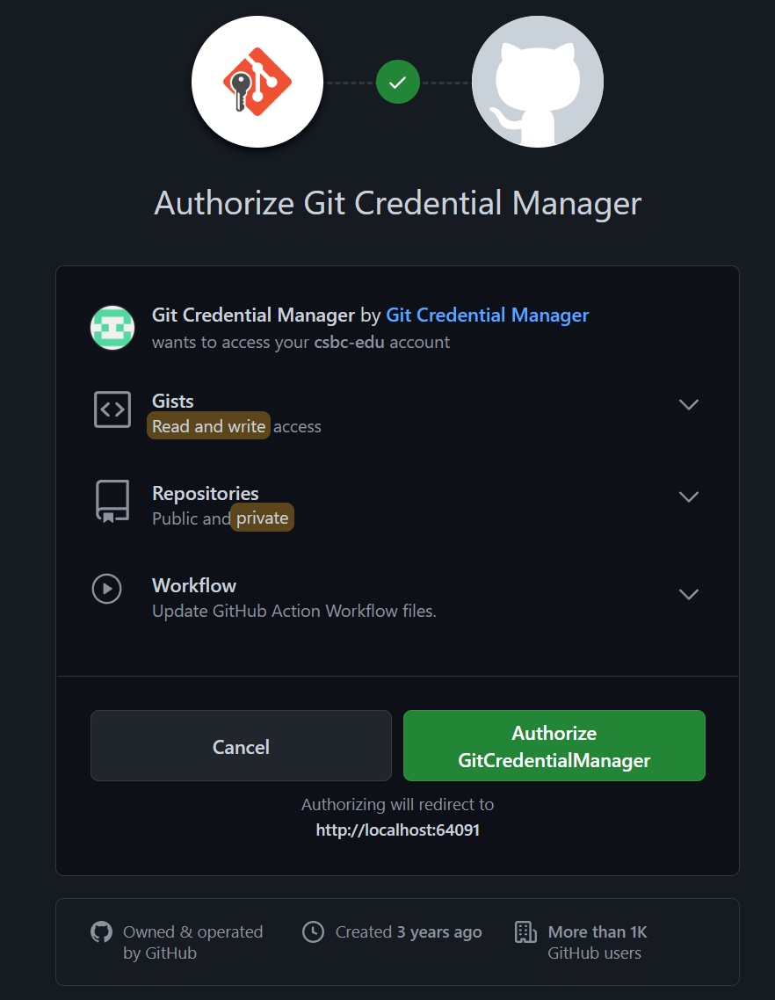 Authorize Git Credential Manager
Git Credential Manager by Git Credential Manager
wants to access your csbc-edu account
Gists
Read and write access
Repositories
Public and private
Workflow
Update GitHub Action Workflow files.
Cancel
Authorize
GitCredentialManager
Authorizing will redirect to
http://localhost:64091
Owned & operated
by GitHub
Created 3 years ago
More than 1K
GitHub users